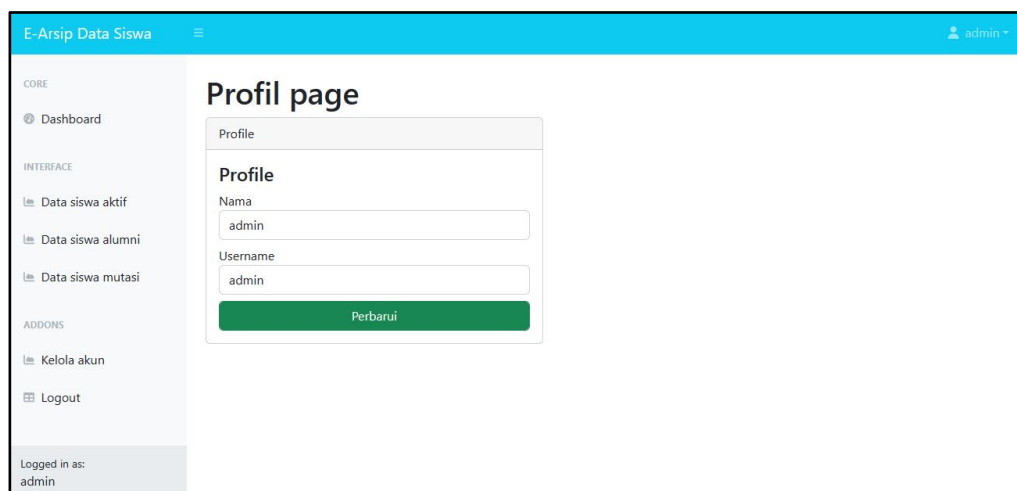 E-Arsip Data Siswa
admin
CORE
Dashboard
INTERFACE
Data siswa aktif
Data siswa alumni
Data siswa mutasi
ADDONS
Kelola akun
Logout
Logged in as:
admin
Profil page
Profile
Profile
Nama
admin
Username
admin
Perbarui